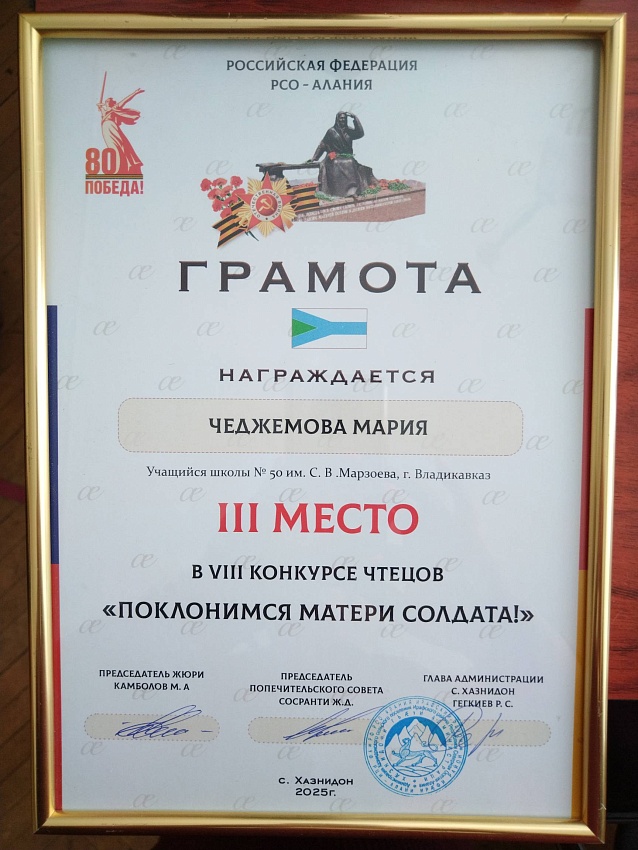 РОССИЙСКАЯ ФЕДЕРАЦИЯ
РСО - АЛАНИЯ
80
ПОБЕДА!
ГРАМОТА
НАГРАЖДАЕТСЯ
ЧЕДЖЕМОВА МАРИЯ
Учащийся школы № 50 им. С. В .Марзоева, г. Владикавказ
III МЕСТО
В VIII КОНКУРСЕ ЧТЕЦОВ
«ПОКЛОНИМСЯ МАТЕРИ СОЛДАТА!»
ПРЕДСЕДАТЕЛЬ ЖЮРИ
КАМБОЛОВ М. А
ПРЕДСЕДАТЕЛЬ
ПОПЕЧИТЕЛЬСКОГО СОВЕТА
СОСРАНТИ Ж.Д.
ГЛАВА АДМИНИСТРАЦИИ
С. ХАЗНИДОН
ГЕГКИЕВ Р. С.
с. Хазнидон
2025г.